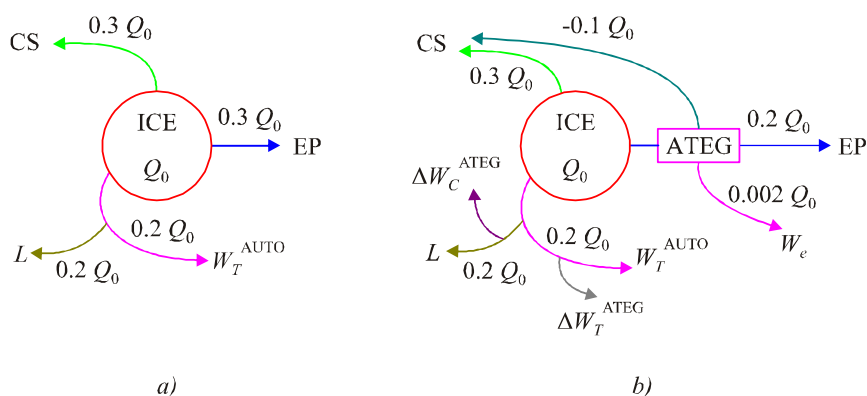 0.3 Q₀
CS
ICE
Q₀
0.3 Q₀
EP
0.2 Q₀
L
0.2 Q₀
W_T^AUTO
a)
-0.1 Q₀
CS
0.3 Q₀
ICE
Q₀
ATEG
0.2 Q₀
EP
0.002 Q₀
W_e
ΔW_C^ATEG
L
0.2 Q₀
0.2 Q₀
W_T^AUTO
ΔW_T^ATEG
b)